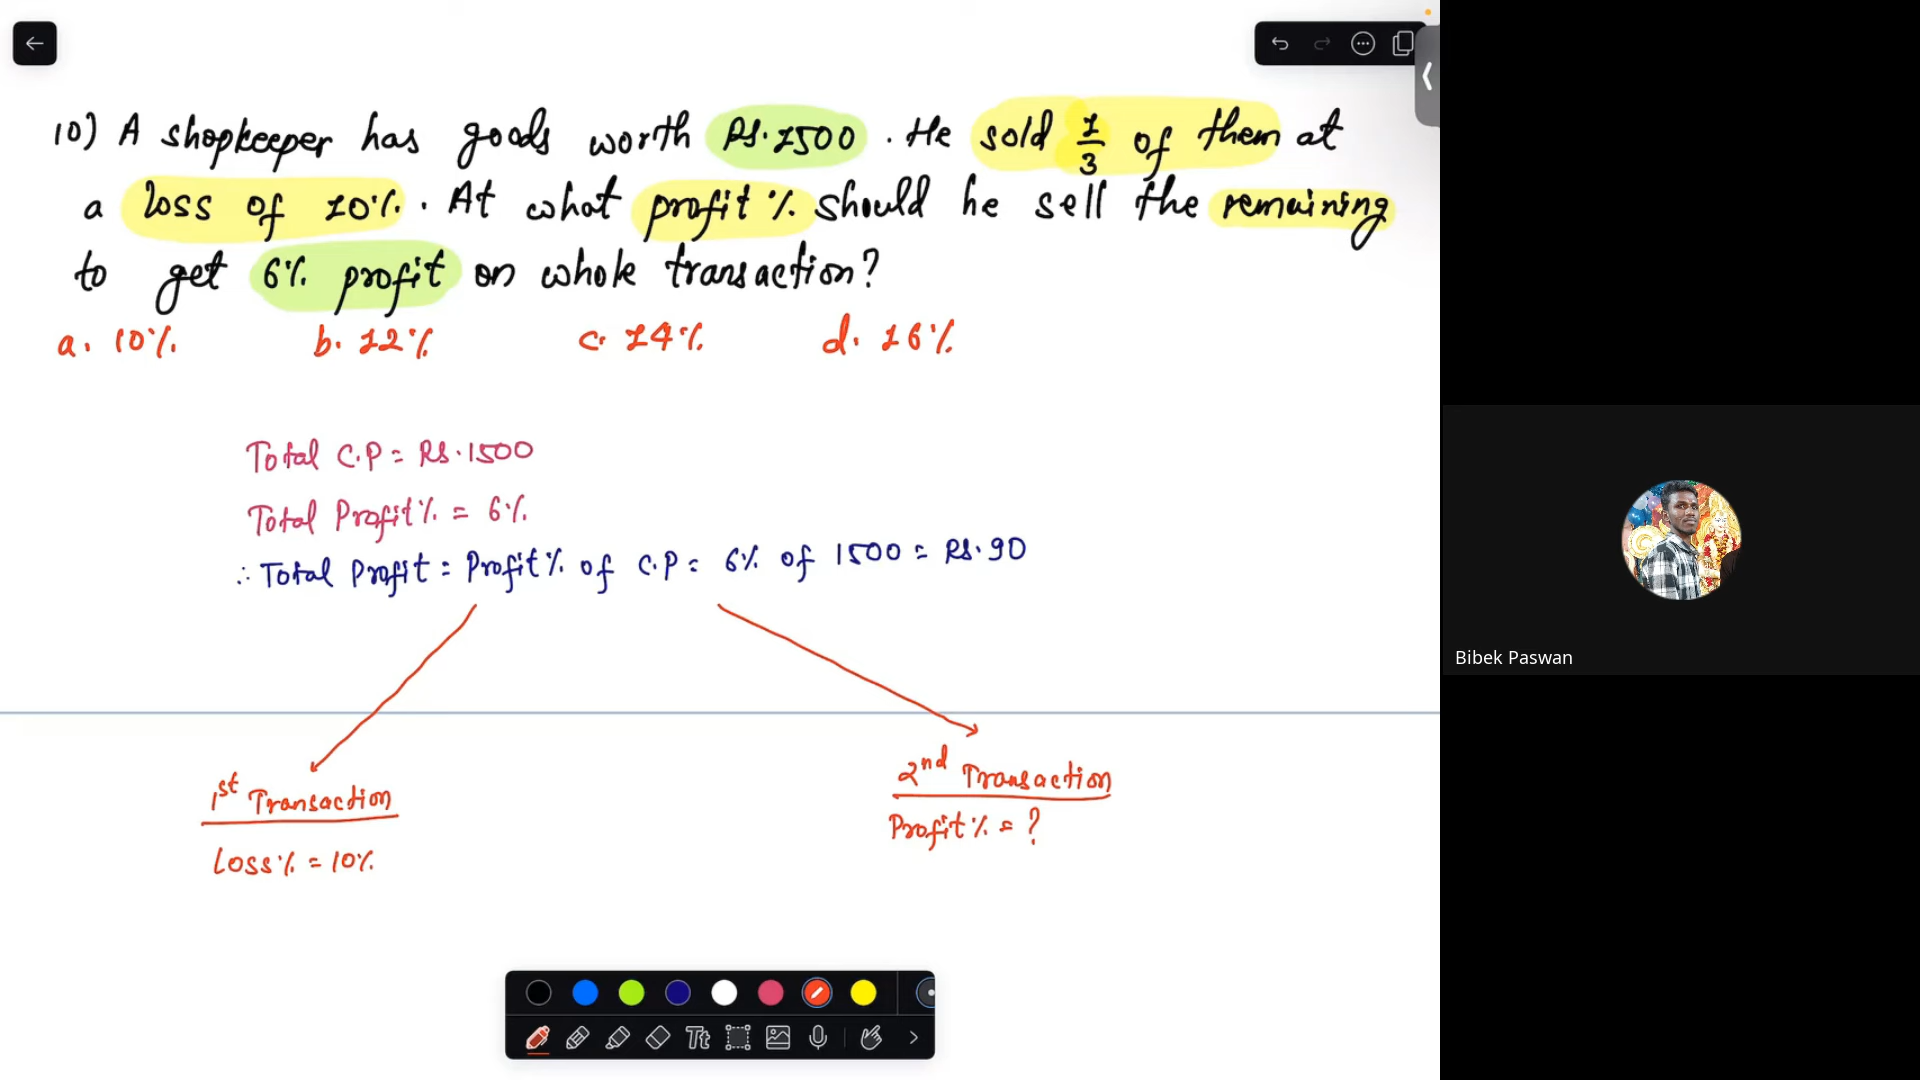 10) A shopkeeper has goods worth Rs.1500. He sold 1/3 of them at
a loss of 10%. At what profit % should he sell the remaining
to get 6% profit on whole transaction?
a. 10% b. 12% c. 14% d. 16%
Total C.P = Rs.1500
Total Profit% = 6%
∴ Total Profit = Profit% of C.P = 6% of 1500 = Rs.90
1st Transaction
Loss% = 10%
2nd Transaction
Profit% = ?
Tt
Bibek Paswan